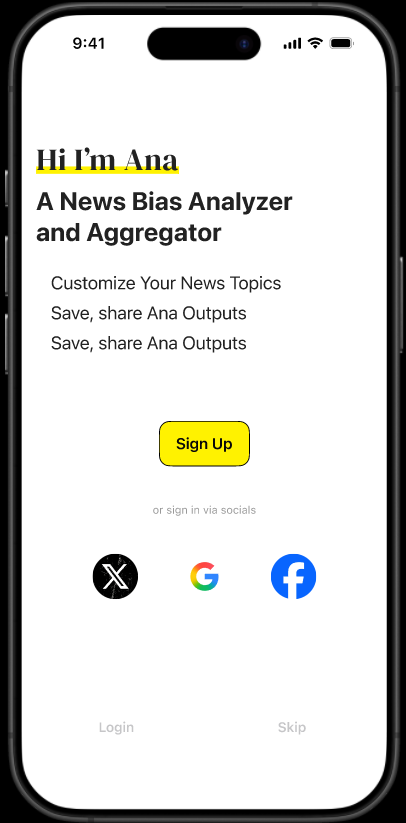 9:41
Hi I’m Ana
A News Bias Analyzer
and Aggregator
Customize Your News Topics
Save, share Ana Outputs
Save, share Ana Outputs
Sign Up
or sign in via socials
Login Skip